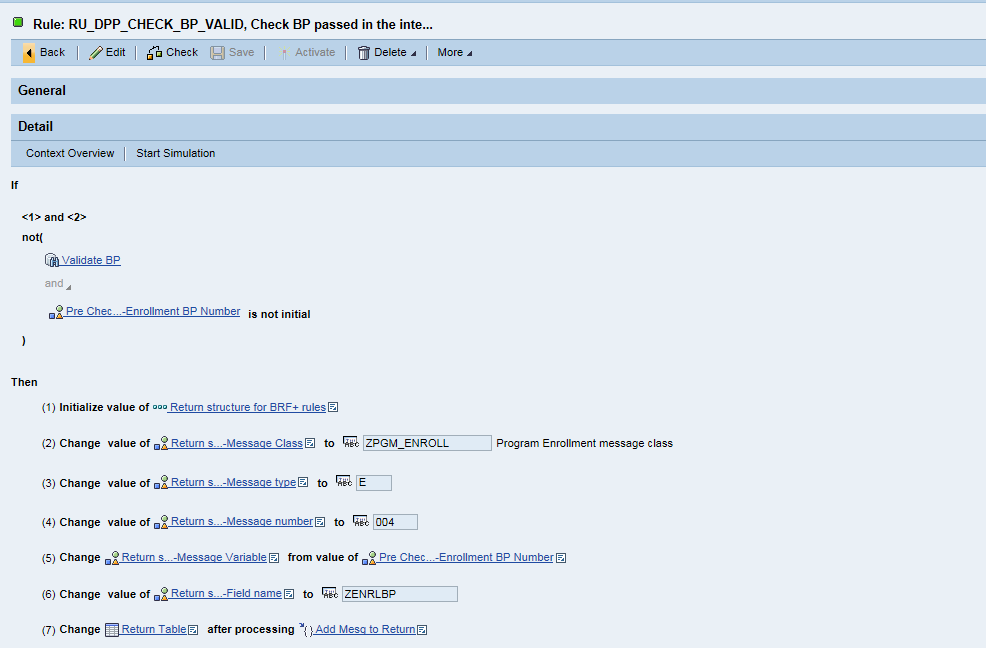 Rule: RU_DPP_CHECK_BP_VALID, Check BP passed in the inte...
Back Edit Check Save Activate Delete More
General
Detail
Context Overview Start Simulation
If
<1> and <2>
not(
Validate BP
and
Pre Chec...-Enrollment BP Number is not initial
)
Then
(1) Initialize value of Return structure for BRF+ rules
(2) Change value of Return s...-Message Class to ABC ZPGM_ENROLL Program Enrollment message class
(3) Change value of Return s...-Message type to ABC E
(4) Change value of Return s...-Message number to ABC 004
(5) Change Return s...-Message Variable from value of Pre Chec...-Enrollment BP Number
(6) Change value of Return s...-Field name to ABC ZENRLBP
(7) Change Return Table after processing Add Mesg to Return